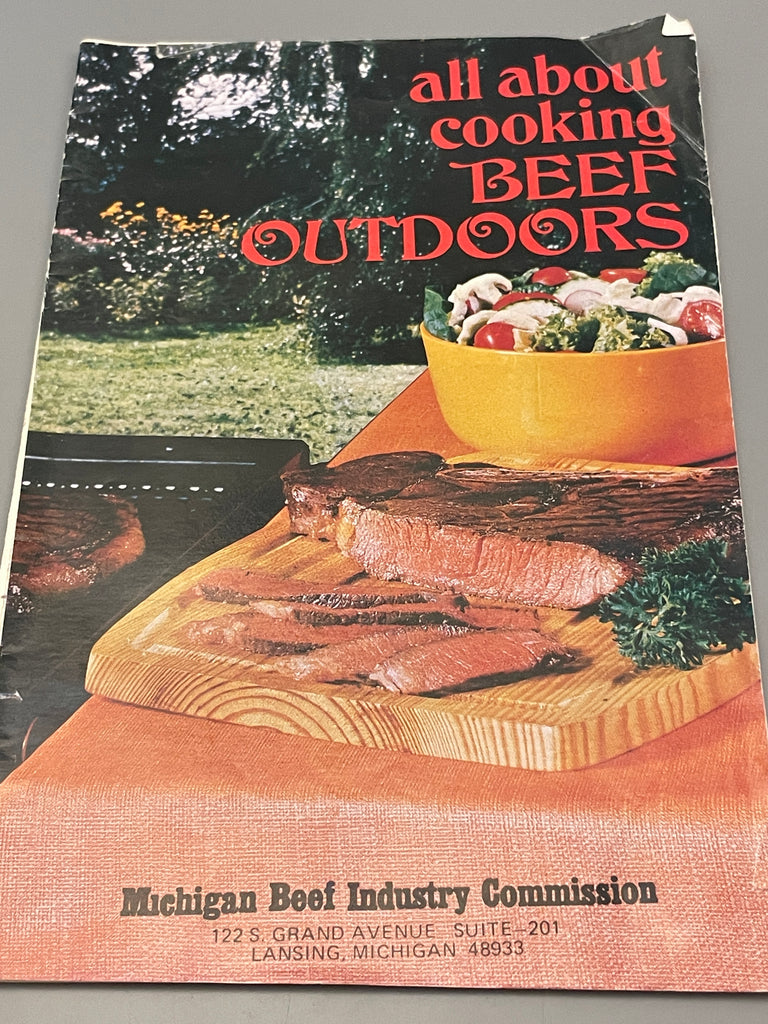 all about
cooking
BEEF
OUTDOORS
Michigan Beef Industry Commission
122 S. GRAND AVENUE SUITE-201
LANSING, MICHIGAN 48933